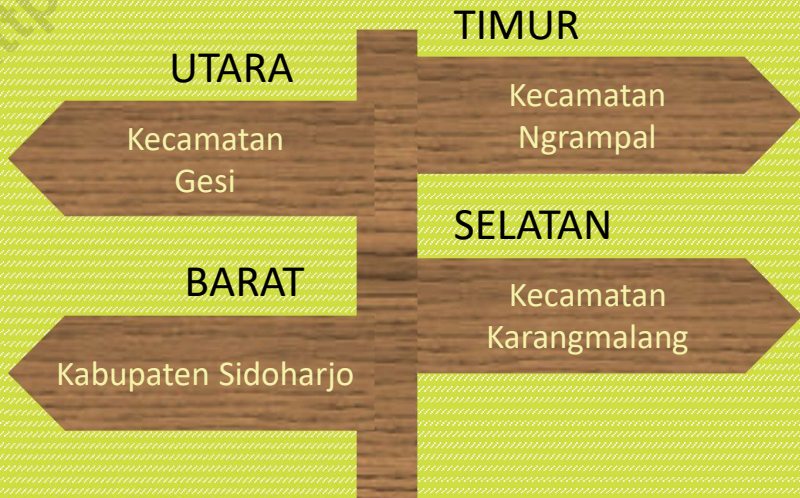 UTARA
Kecamatan
Gesi
TIMUR
Kecamatan
Ngrampal
BARAT
Kabupaten Sidoharjo
SELATAN
Kecamatan
Karangmalang